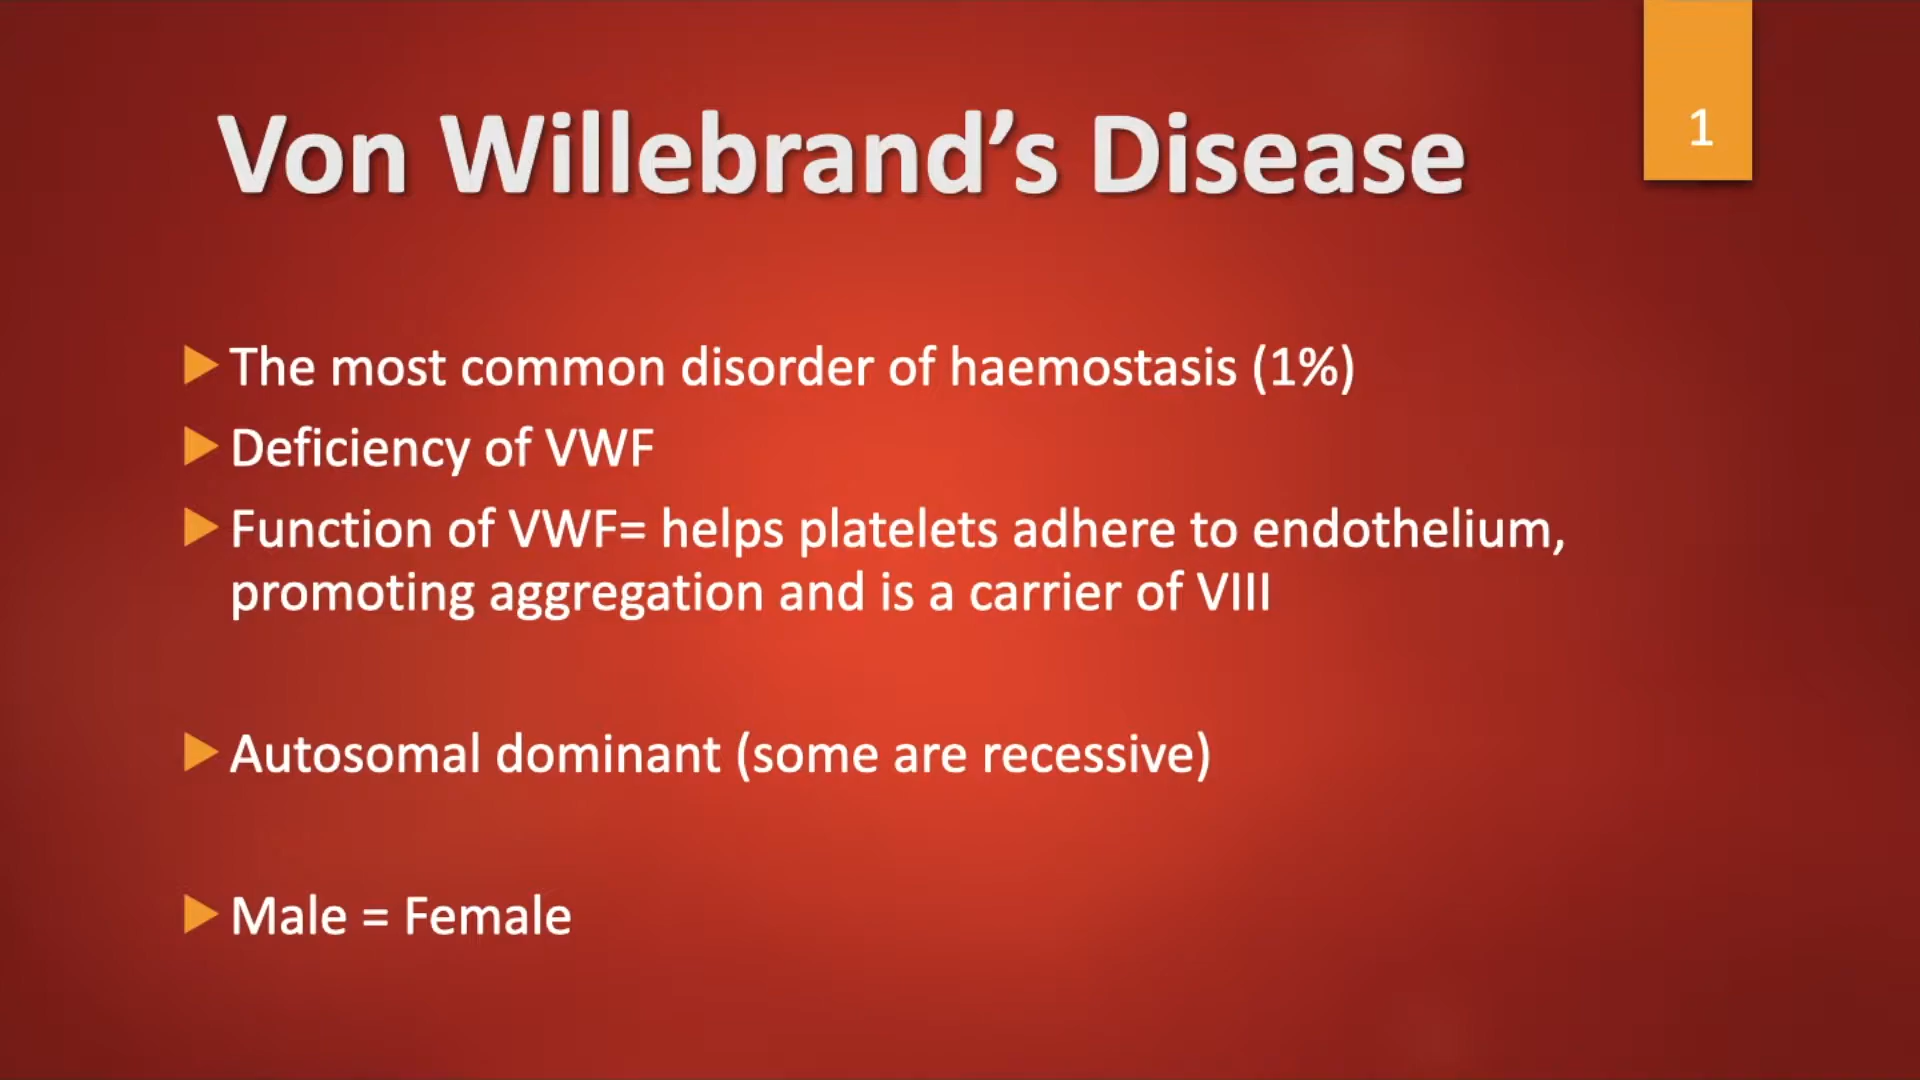 Von Willebrand's Disease
1
The most common disorder of haemostasis (1%)
Deficiency of VWF
Function of VWF= helps platelets adhere to endothelium,
promoting aggregation and is a carrier of VIII
Autosomal dominant (some are recessive)
Male = Female